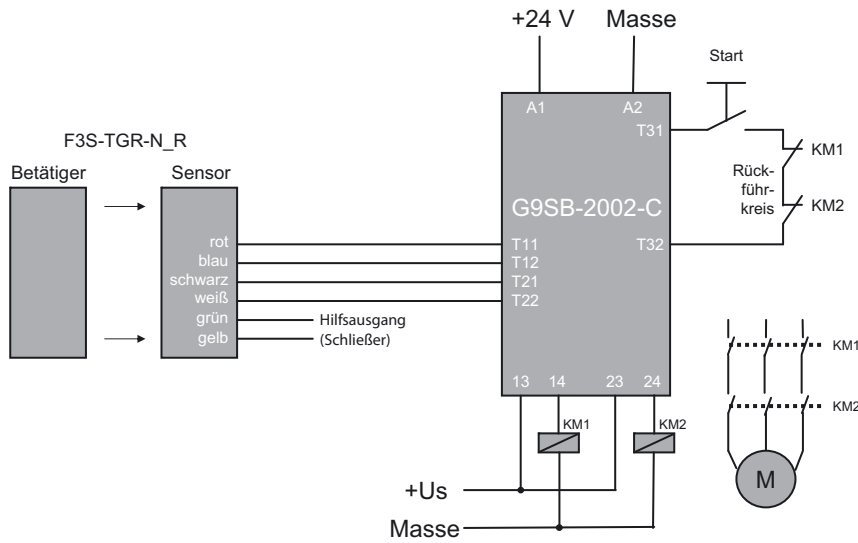 +24 V
Masse
Start
A1
A2
T31
F3S-TGR-N_R
Betätiger
Sensor
KM1
Rück-
führ-
kreis
KM2
G9SB-2002-C
rot
T11
T32
blau
T12
schwarz
T21
weiß
T22
grün
Hilfsausgang
gelb
(Schließer)
13
14
23
24
KM1
KM2
KM1
KM2
M
+Us
Masse